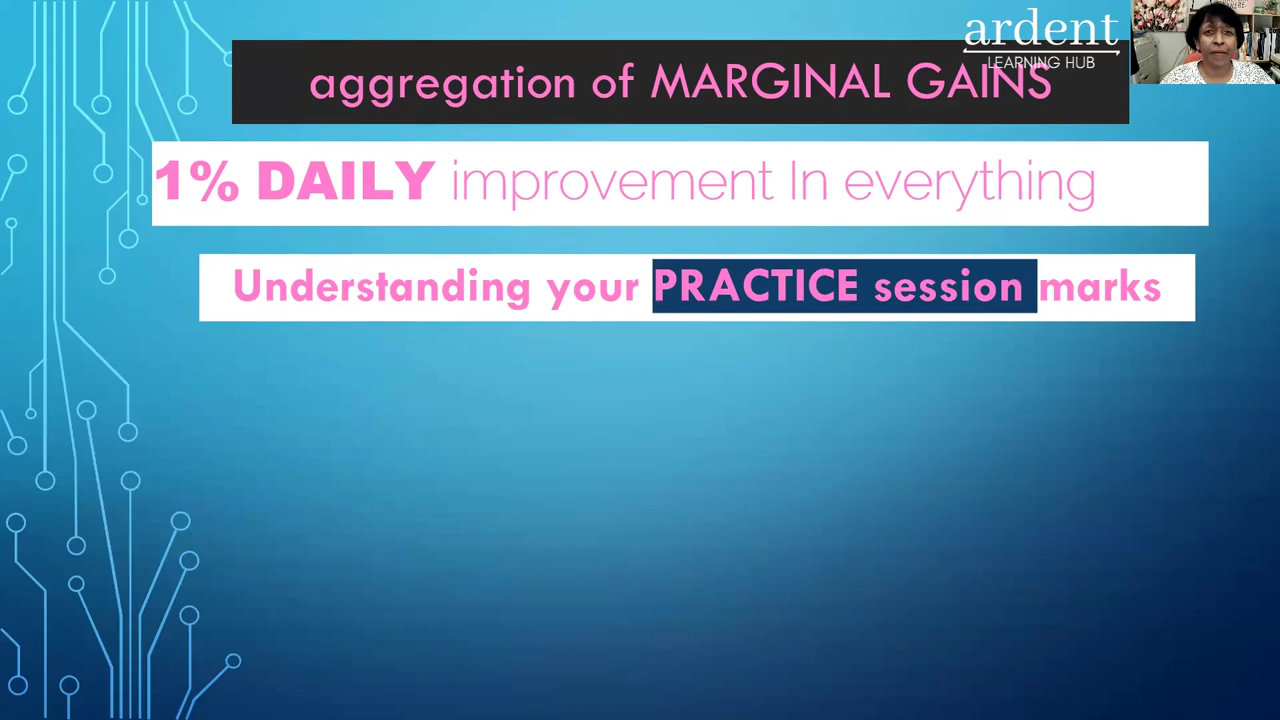 ardent
LEARNING HUB
aggregation of MARGINAL GAINS
1% DAILY improvement In everything
Understanding your PRACTICE session marks